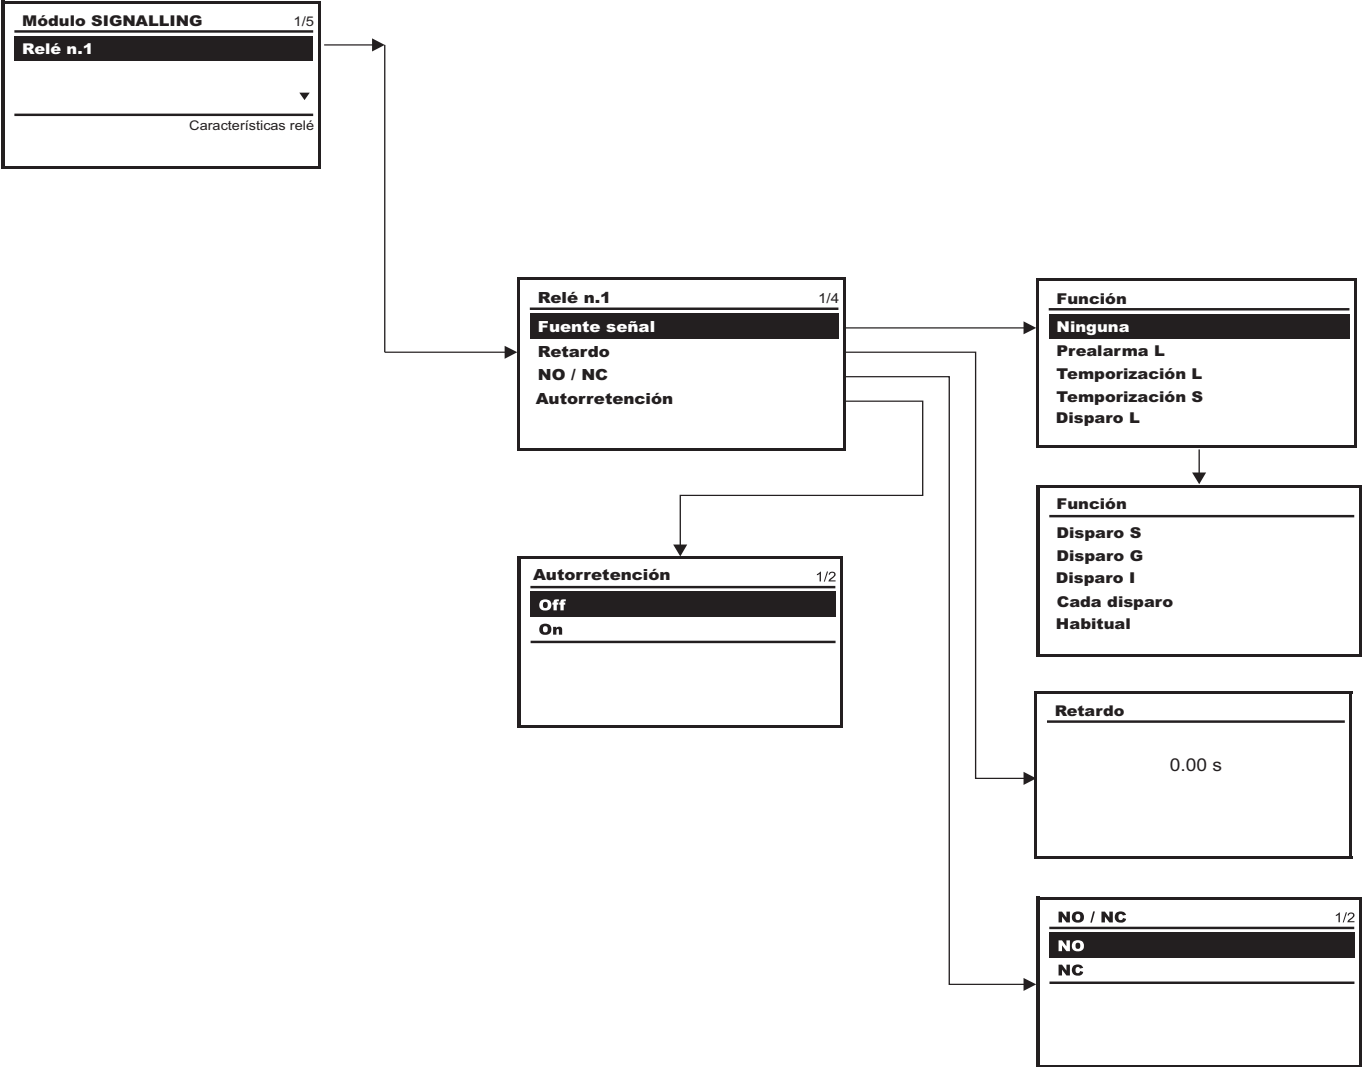 Módulo SIGNALLING 1/5
Relé n.1
Características relé
Relé n.1 1/4
Fuente señal
Retardo
NO / NC
Autorretención
Función
Ninguna
Prealarma L
Temporización L
Temporización S
Disparo L
Función
Disparo S
Disparo G
Disparo I
Cada disparo
Habitual
Autorretención 1/2
Off
On
Retardo
0.00 s
NO / NC 1/2
NO
NC